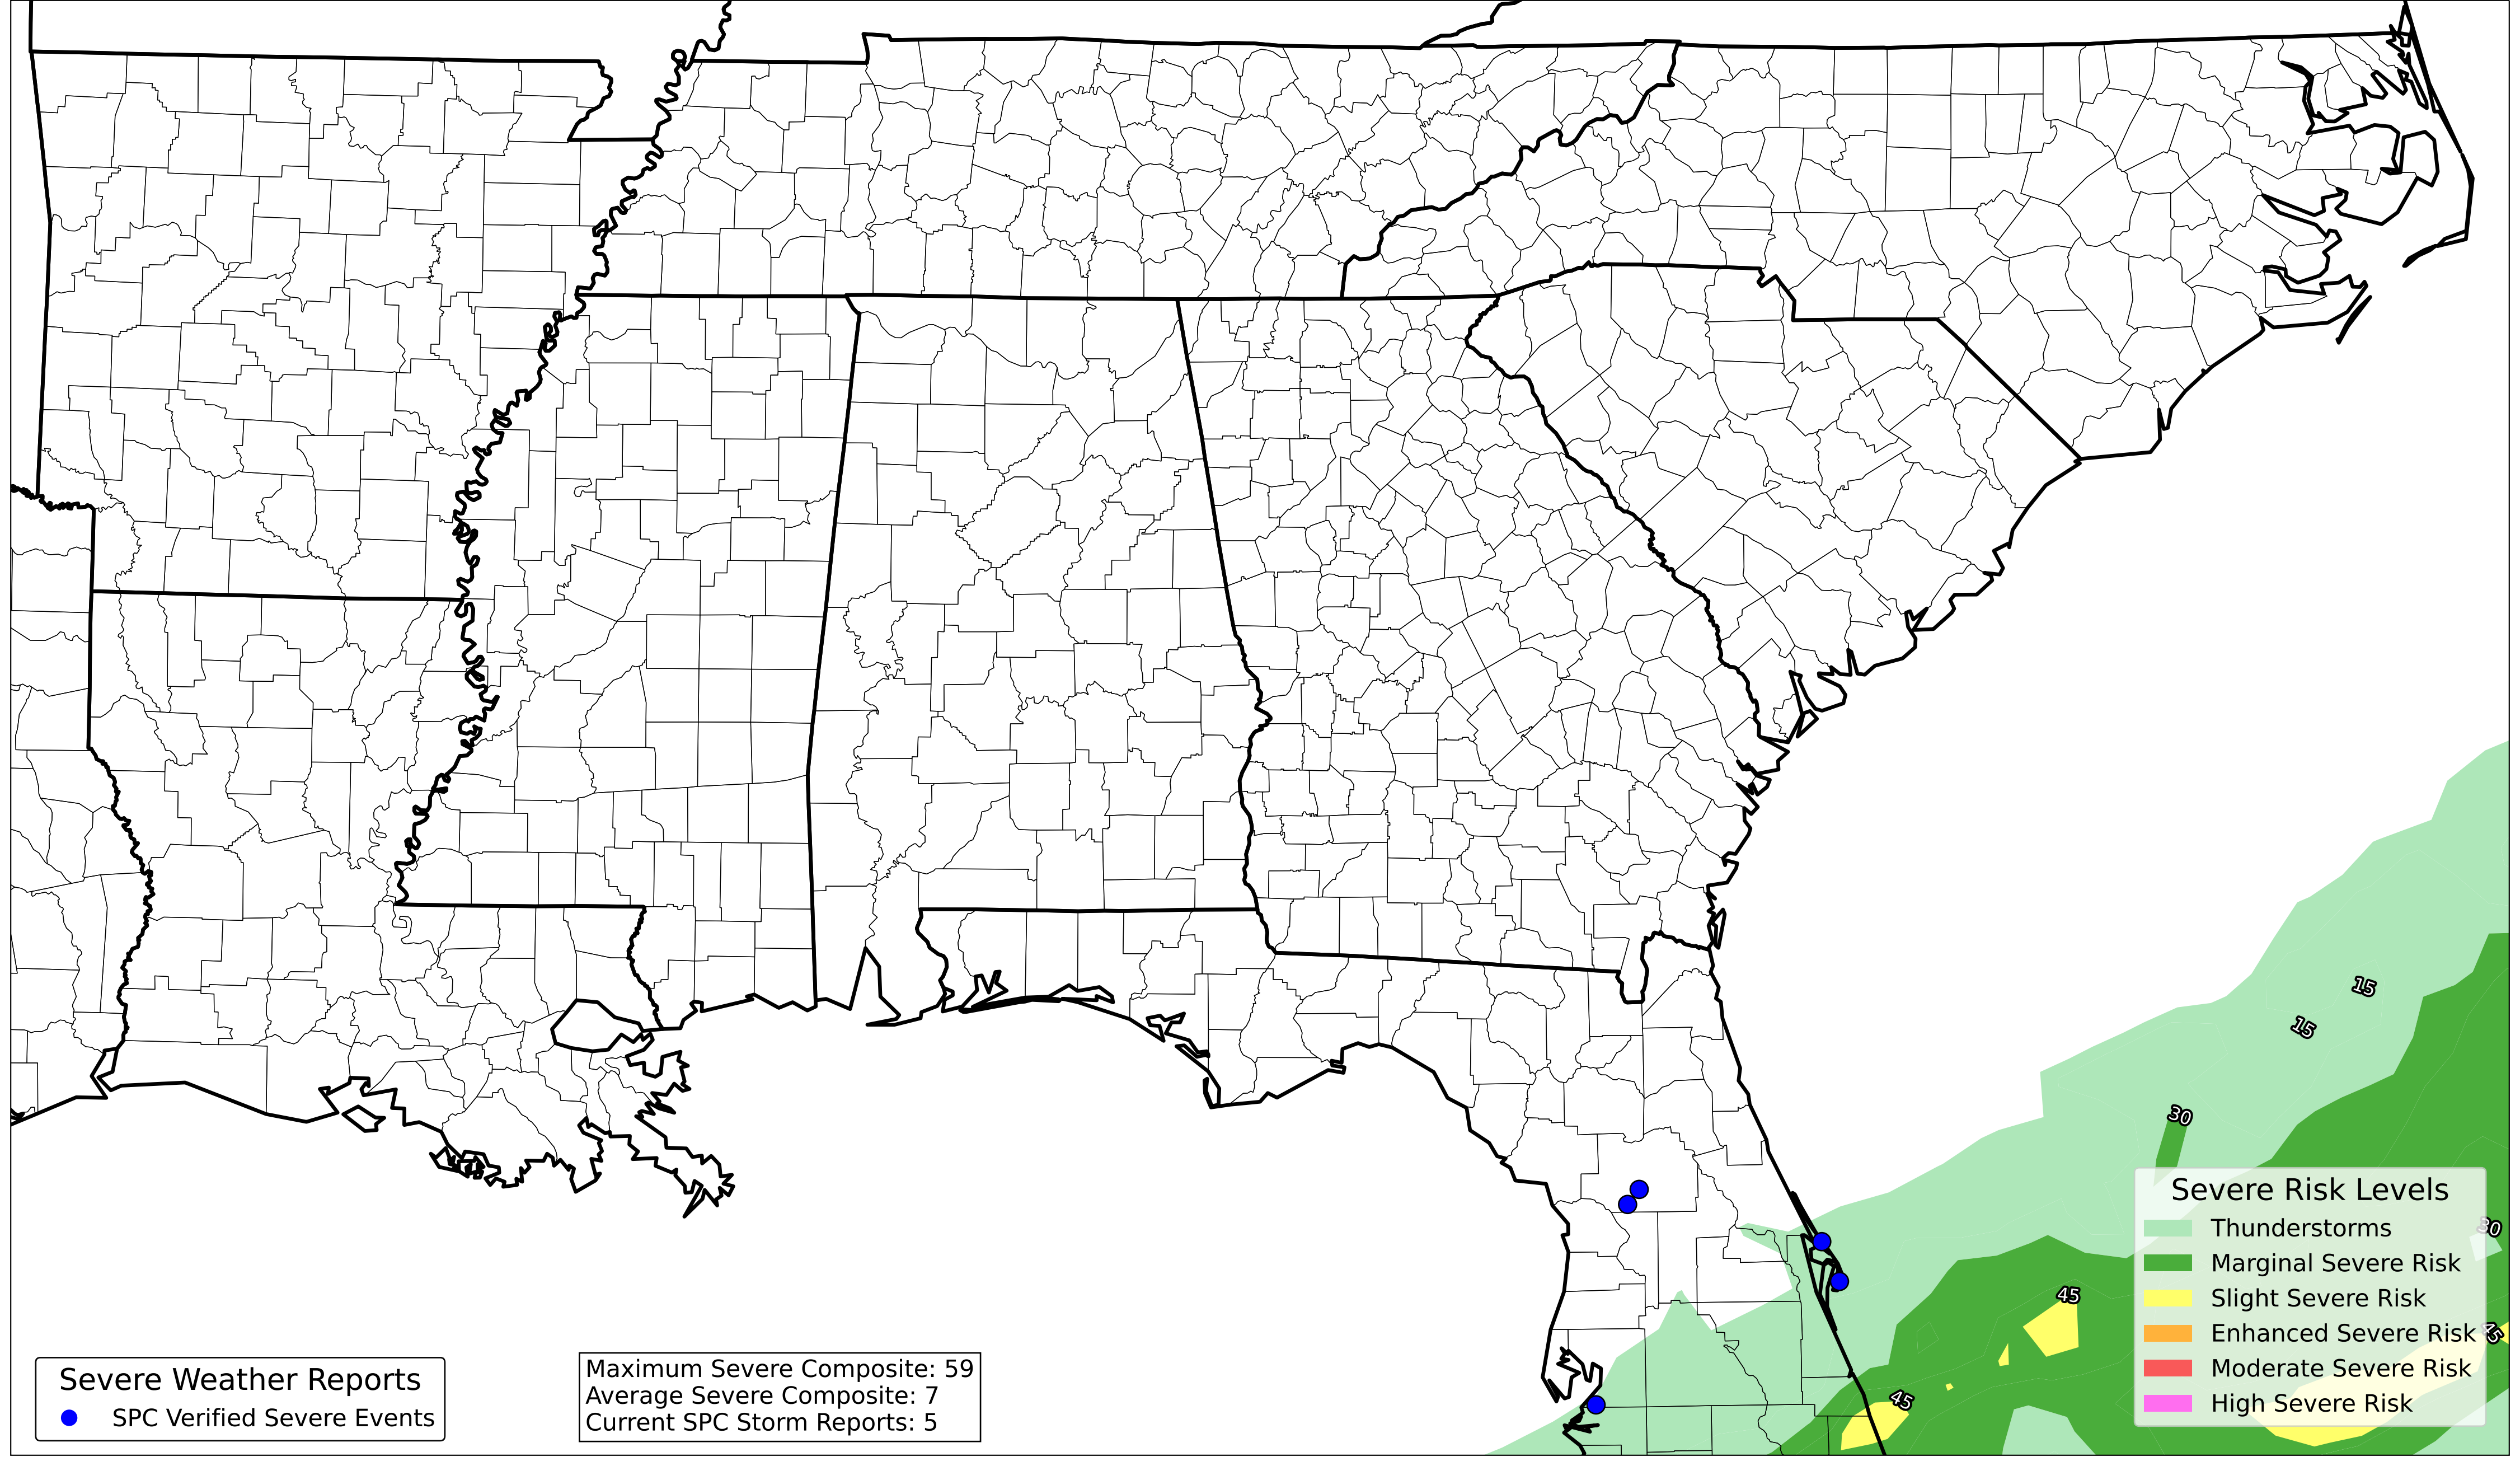 15
15
30
Severe Risk Levels
Thunderstorms
30
Marginal Severe Risk
45
Slight Severe Risk
Enhanced Severe Risk
45
Moderate Severe Risk
45
High Severe Risk
Severe Weather Reports
SPC Verified Severe Events
Maximum Severe Composite: 59
Average Severe Composite: 7
Current SPC Storm Reports: 5